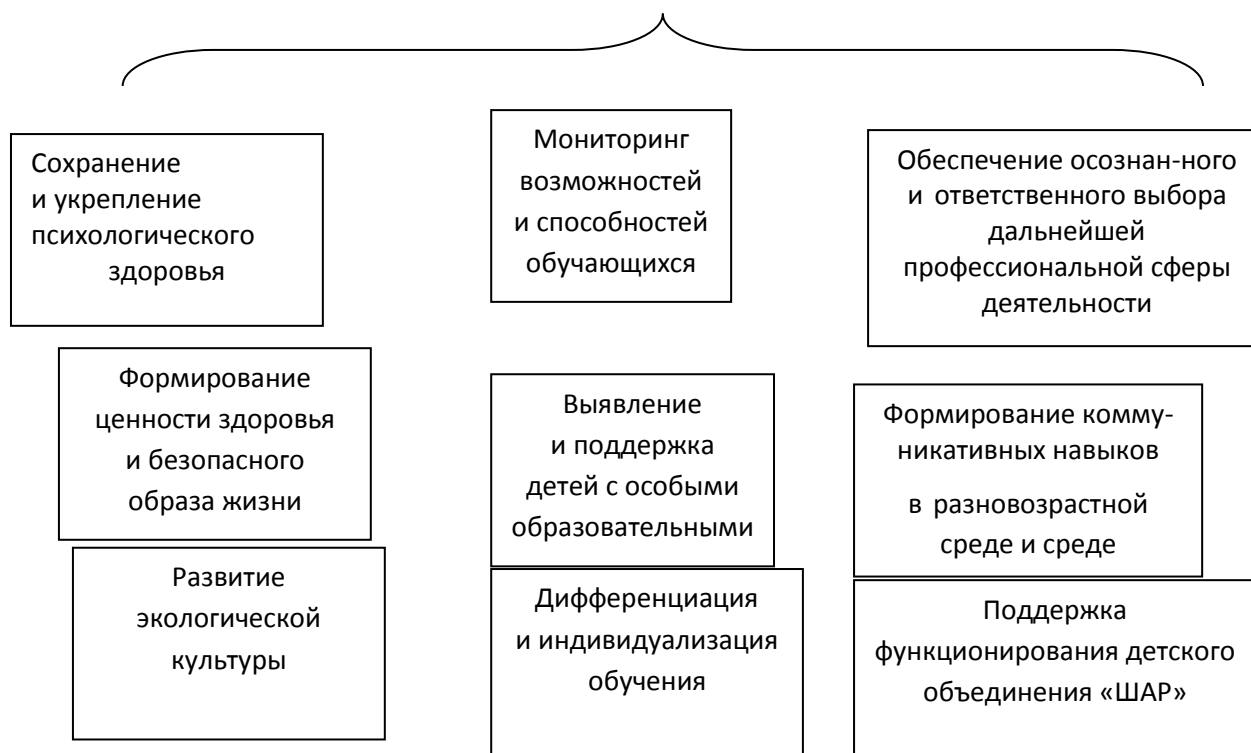 Сохранение
и укрепление
психологического
здоровья
Мониторинг
возможностей
и способностей
обучающихся
Обеспечение осознан-ного
и ответственного выбора
дальнейшей
профессиональной сферы
деятельности
Формирование
ценности здоровья
и безопасного
образа жизни
Выявление
и поддержка
детей с особыми
образовательными
Формирование комму-
никативных навыков
в разновозрастной
среде и среде
Развитие
экологической
культуры
Дифференциация
и индивидуализация
обучения
Поддержка
функционирования детского
объединения «ШАР»